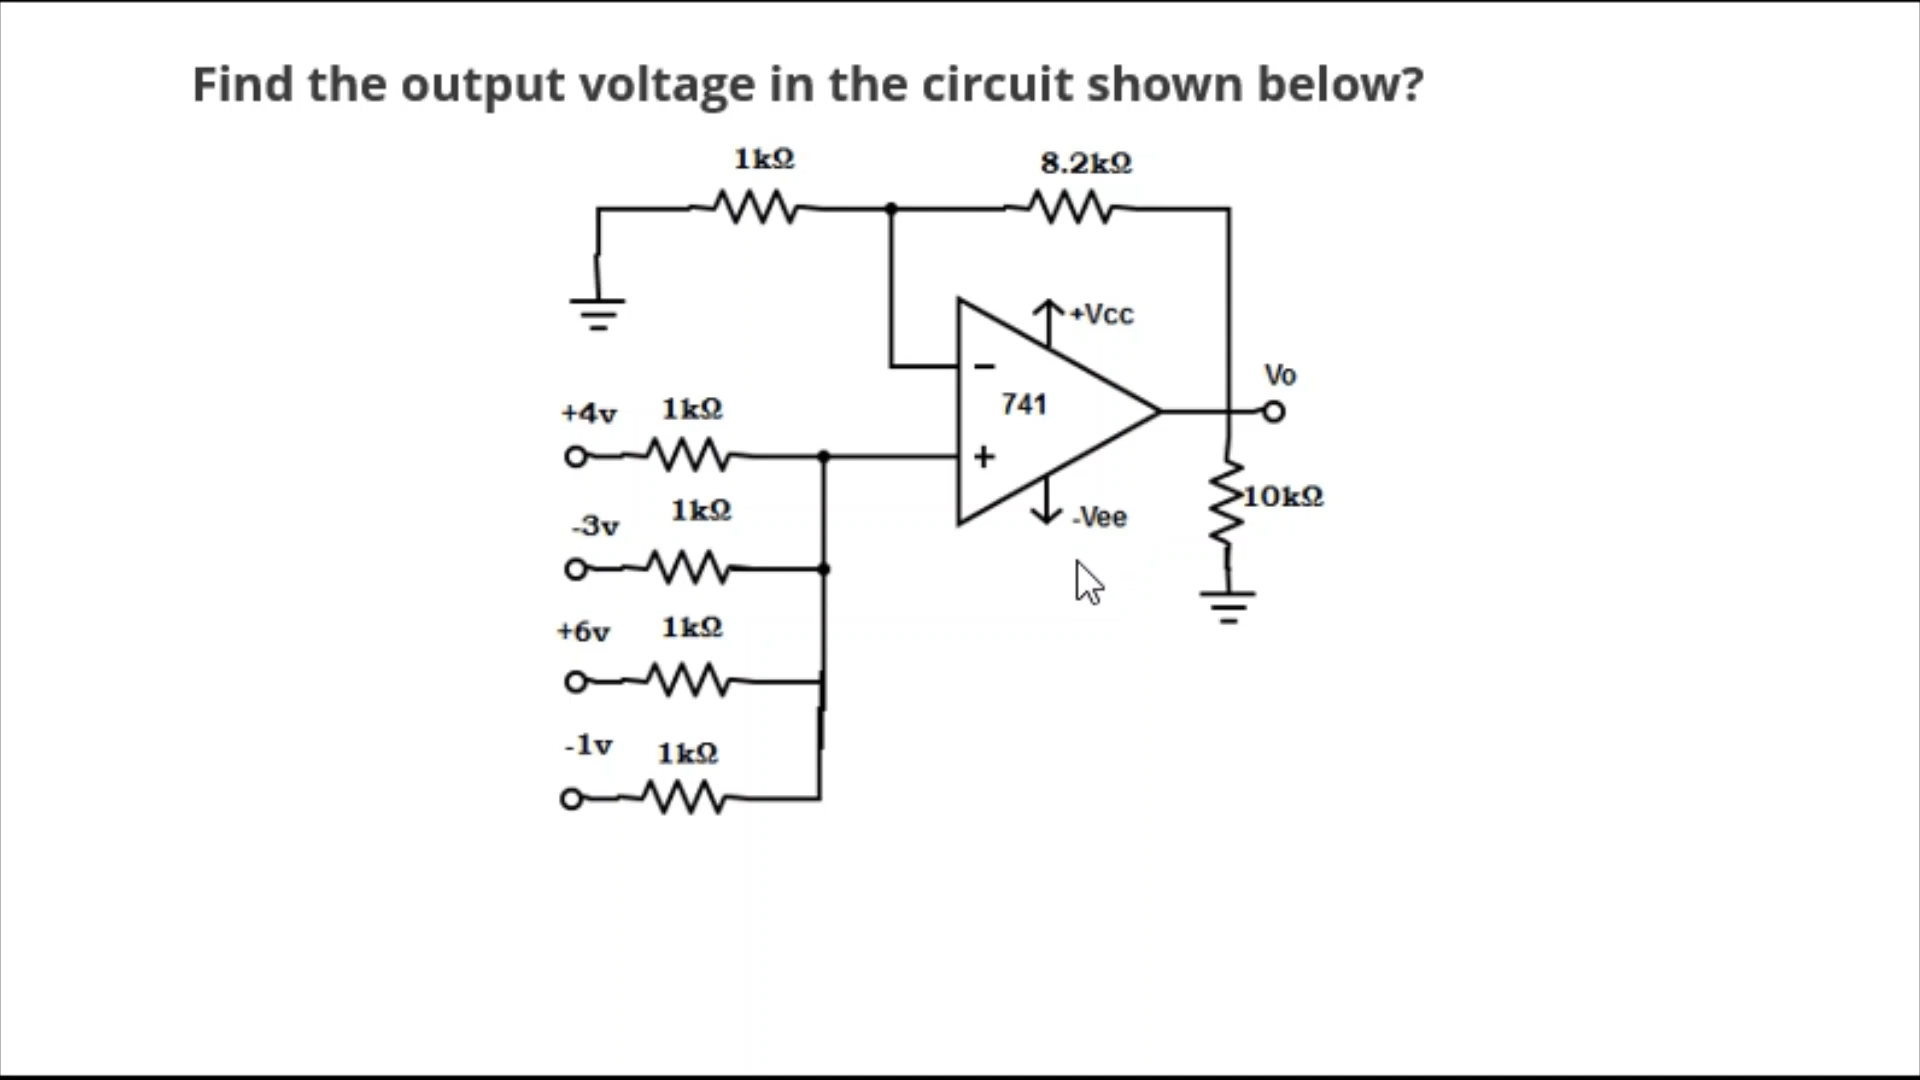 Find the output voltage in the circuit shown below?
1kΩ
8.2kΩ
+Vcc
Vo
−
741
+4v 1kΩ
+
1kΩ
-3v
10kΩ
-Vee
+6v 1kΩ
-1v 1kΩ